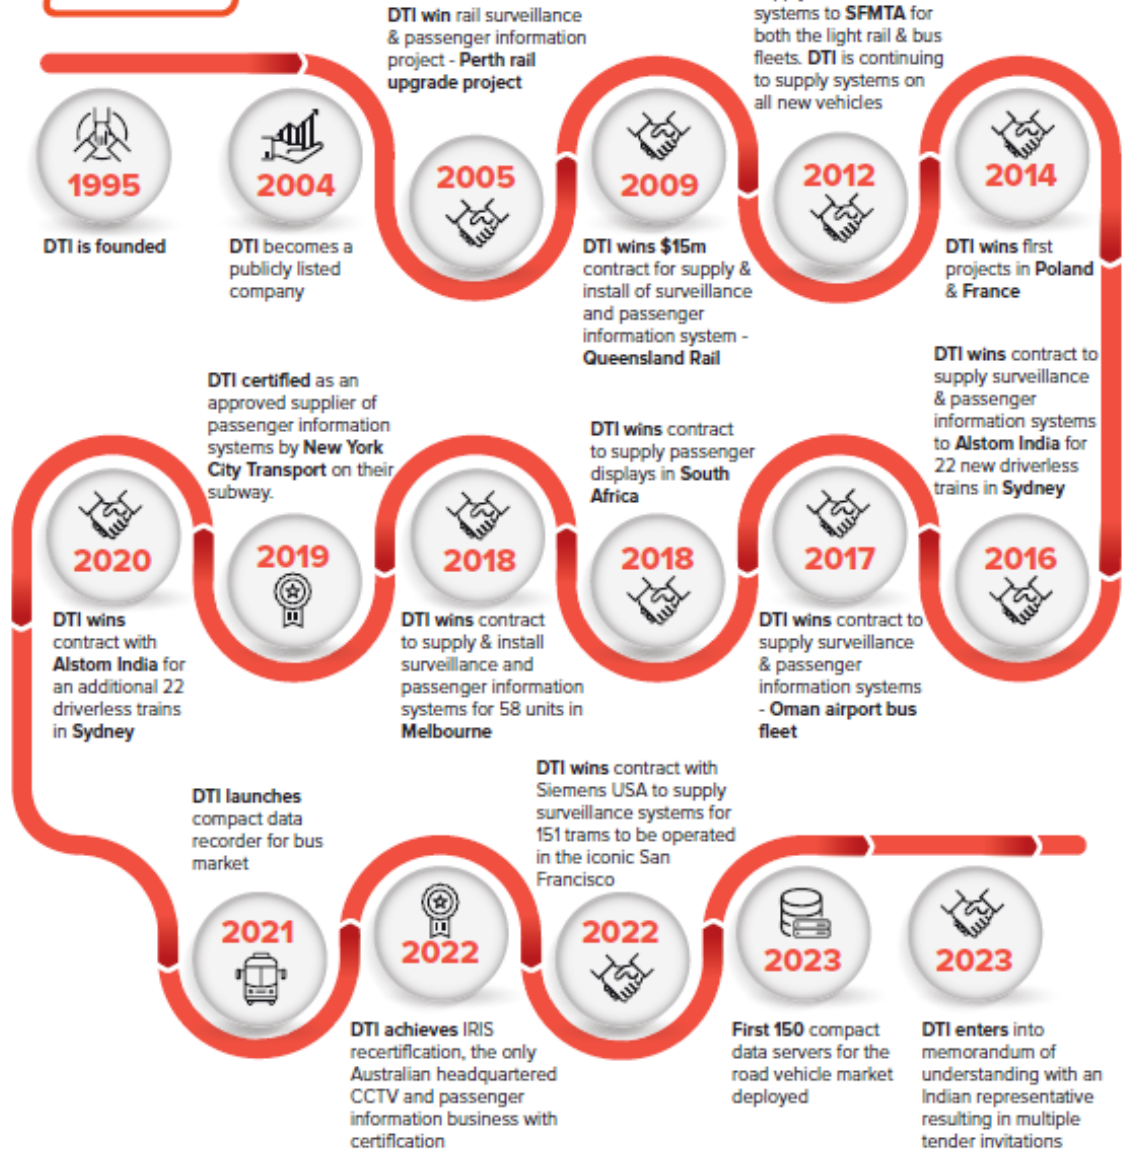 1995
DTI is founded
2004
DTI becomes a
publicly listed
company
DTI win rail surveillance
& passenger information
project - Perth rail
upgrade project
2005
2009
DTI wins $15m
contract for supply &
install of surveillance
and passenger
information system -
Queensland Rail
systems to SFMTA for
both the light rail & bus
fleets. DTI is continuing
to supply systems on
all new vehicles
2012
2014
DTI wins first
projects in Poland
& France
DTI wins contract to
supply surveillance
& passenger
information systems
to Alstom India for
22 new driverless
trains in Sydney
2016
2017
DTI wins contract to
supply surveillance
& passenger
information systems
- Oman airport bus
fleet
DTI wins contract
to supply passenger
displays in South
Africa
2018
2018
DTI wins contract
to supply & install
surveillance and
passenger information
systems for 58 units in
Melbourne
DTI certified as an
approved supplier of
passenger information
systems by New York
City Transport on their
subway.
2019
2020
DTI wins
contract with
Alstom India for
an additional 22
driverless trains
in Sydney
DTI launches
compact data
recorder for bus
market
2021
2022
DTI achieves IRIS
recertification, the only
Australian headquartered
CCTV and passenger
information business with
certification
DTI wins contract with
Siemens USA to supply
surveillance systems for
151 trams to be operated
in the iconic San
Francisco
2022
2023
First 150 compact
data servers for the
road vehicle market
deployed
2023
DTI enters into
memorandum of
understanding with an
Indian representative
resulting in multiple
tender invitations